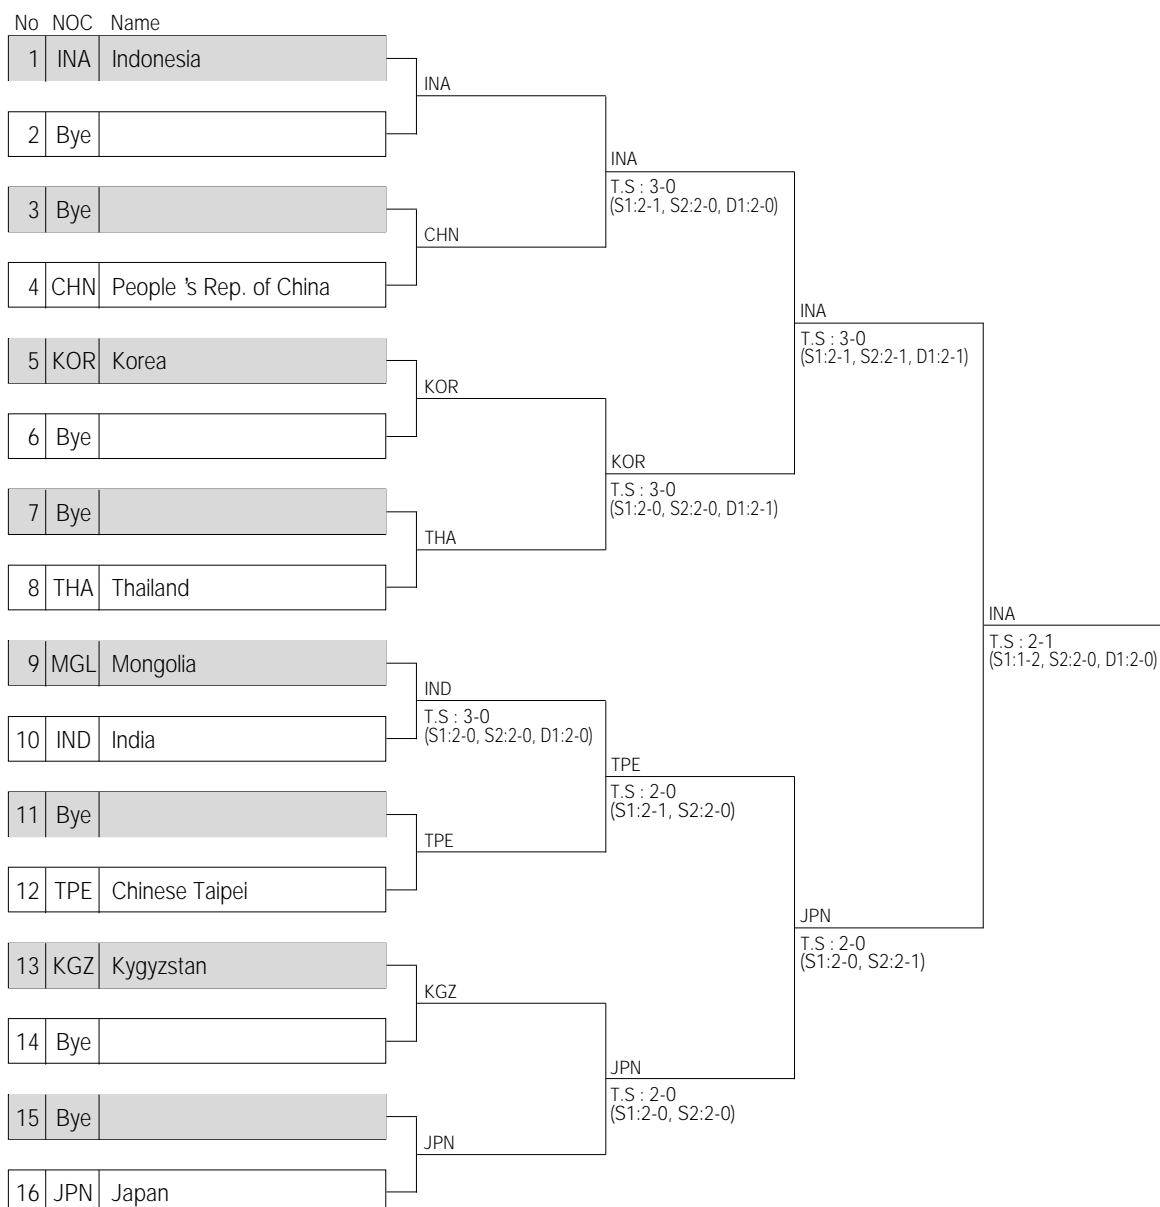 No NOC Name
1 INA Indonesia
2 Bye
3 Bye
4 CHN People 's Rep. of China
5 KOR Korea
6 Bye
7 Bye
8 THA Thailand
9 MGL Mongolia
10 IND India
11 Bye
12 TPE Chinese Taipei
13 KGZ Kygyzstan
14 Bye
15 Bye
16 JPN Japan
INA
CHN
KOR
THA
IND
T.S : 3-0
(S1:2-0, S2:2-0, D1:2-0)
TPE
KGZ
JPN
INA
T.S : 3-0
(S1:2-1, S2:2-0, D1:2-0)
KOR
T.S : 3-0
(S1:2-0, S2:2-0, D1:2-1)
TPE
T.S : 2-0
(S1:2-1, S2:2-0)
JPN
T.S : 2-0
(S1:2-0, S2:2-0)
INA
T.S : 3-0
(S1:2-1, S2:2-1, D1:2-1)
JPN
T.S : 2-0
(S1:2-0, S2:2-1)
INA
T.S : 2-1
(S1:1-2, S2:2-0, D1:2-0)